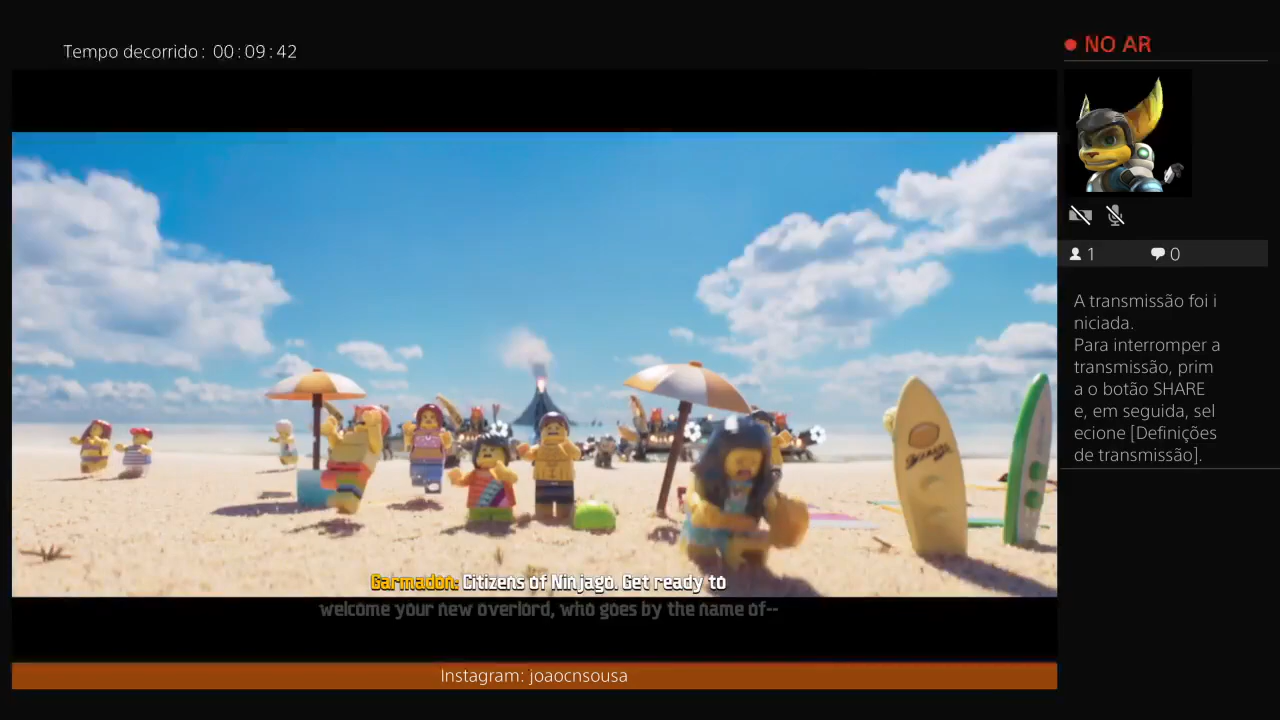 Tempo decorrido: 00:09:42
NO AR
1 0
A transmissão foi i
niciada.
Para interromper a
transmissão, prim
a o botão SHARE
e, em seguida, sel
ecione [Definições
de transmissão].
Garmadon: Citizens of Ninjago. Get ready to
welcome your new overlord, who goes by the name of--
Instagram: joaocnsousa